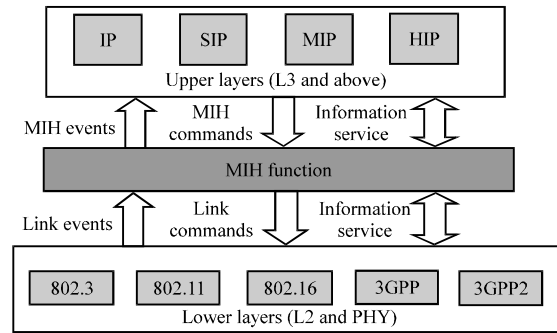 IP SIP MIP HIP
Upper layers (L3 and above)
MIH events
MIH
commands
Information
service
MIH function
Link events
Link
commands
Information
service
802.3 802.11 802.16 3GPP 3GPP2
Lower layers (L2 and PHY)